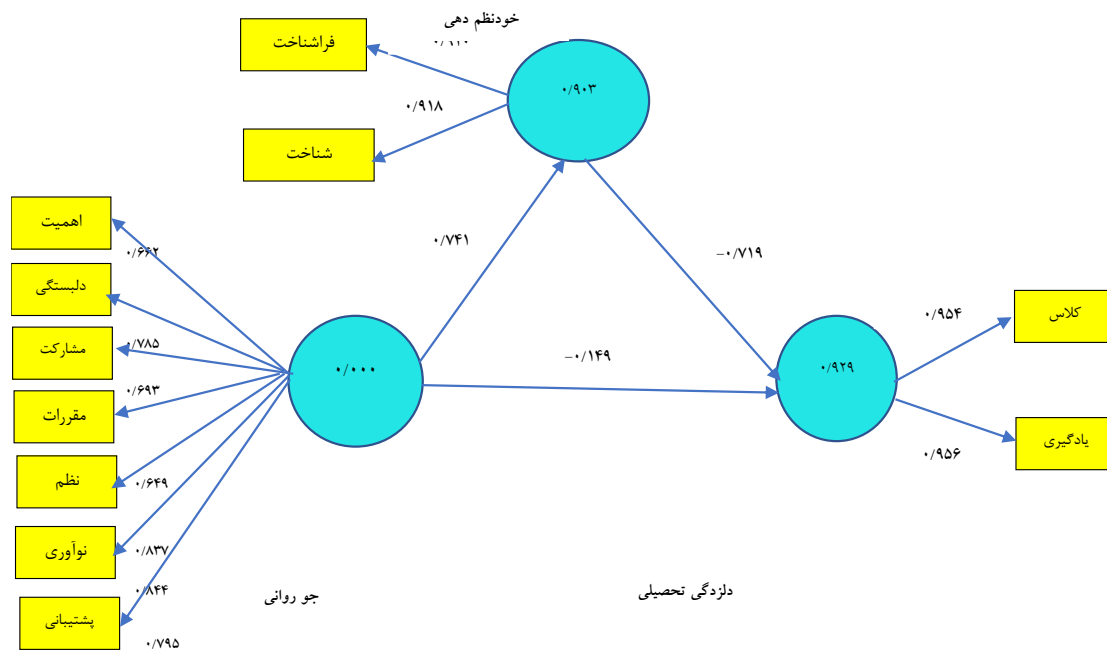 خودنظم دهی
فراشناخت
۰/۹۰۳
۰/۹۱۸
شناخت
اهمیت
۰/۶۶۲
۰/۷۴۱
-۰/۷۱۹
دلبستگی
کلاس
۰/۹۵۴
مشارکت
۰/۷۸۵
۰/۰۰۰
-۰/۱۴۹
۰/۹۲۹
۰/۶۹۳
مقررات
یادگیری
۰/۹۵۶
نظم
۰/۶۴۹
نوآوری
۰/۸۳۷
۰/۸۴۴
جو روانی
دلزدگی تحصیلی
پشتیبانی
۰/۷۹۵